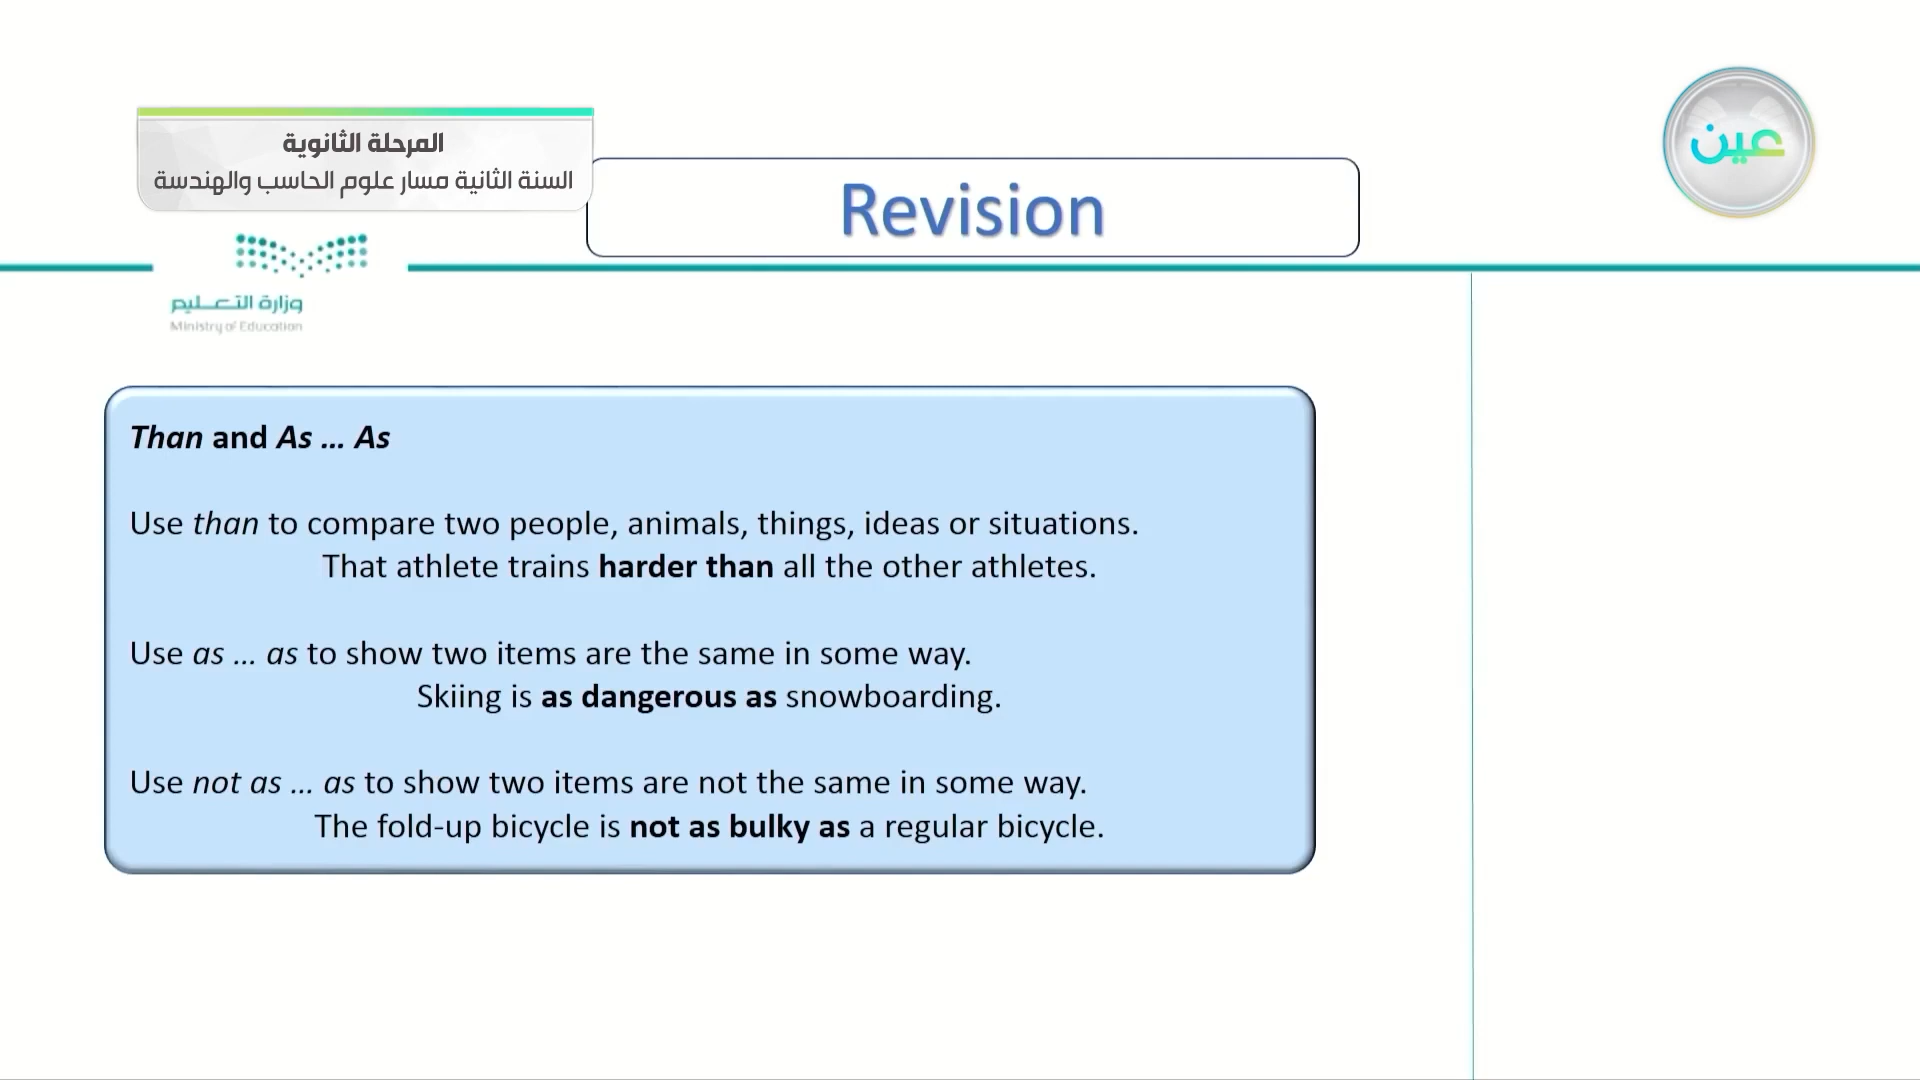 المرحلة الثانوية
السنة الثانية مسار علوم الحاسب والهندسة
عين
Revision
وزارة التعليم
Ministry of Education
Than and As ... As
Use than to compare two people, animals, things, ideas or situations.
That athlete trains harder than all the other athletes.
Use as ... as to show two items are the same in some way.
Skiing is as dangerous as snowboarding.
Use not as ... as to show two items are not the same in some way.
The fold-up bicycle is not as bulky as a regular bicycle.